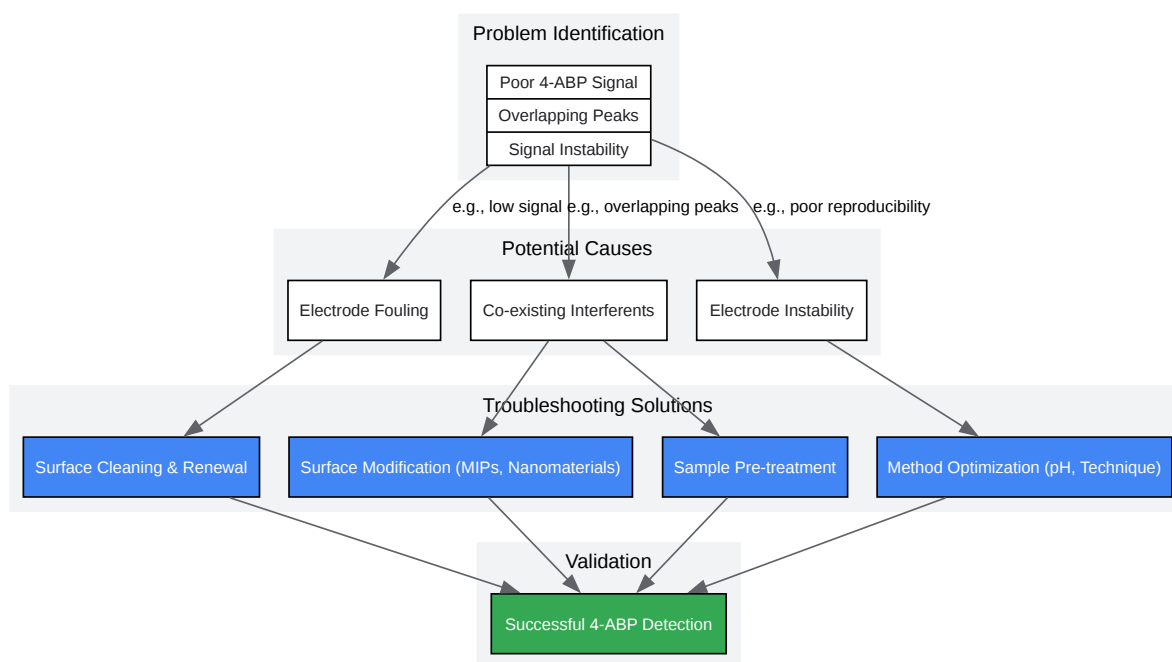 Problem Identification
Poor 4-ABP Signal
Overlapping Peaks
Signal Instability
e.g., low signal
e.g., overlapping peaks
e.g., poor reproducibility
Potential Causes
Electrode Fouling
Co-existing Interferents
Electrode Instability
Troubleshooting Solutions
Surface Cleaning & Renewal
Surface Modification (MIPs, Nanomaterials)
Sample Pre-treatment
Method Optimization (pH, Technique)
Validation
Successful 4-ABP Detection